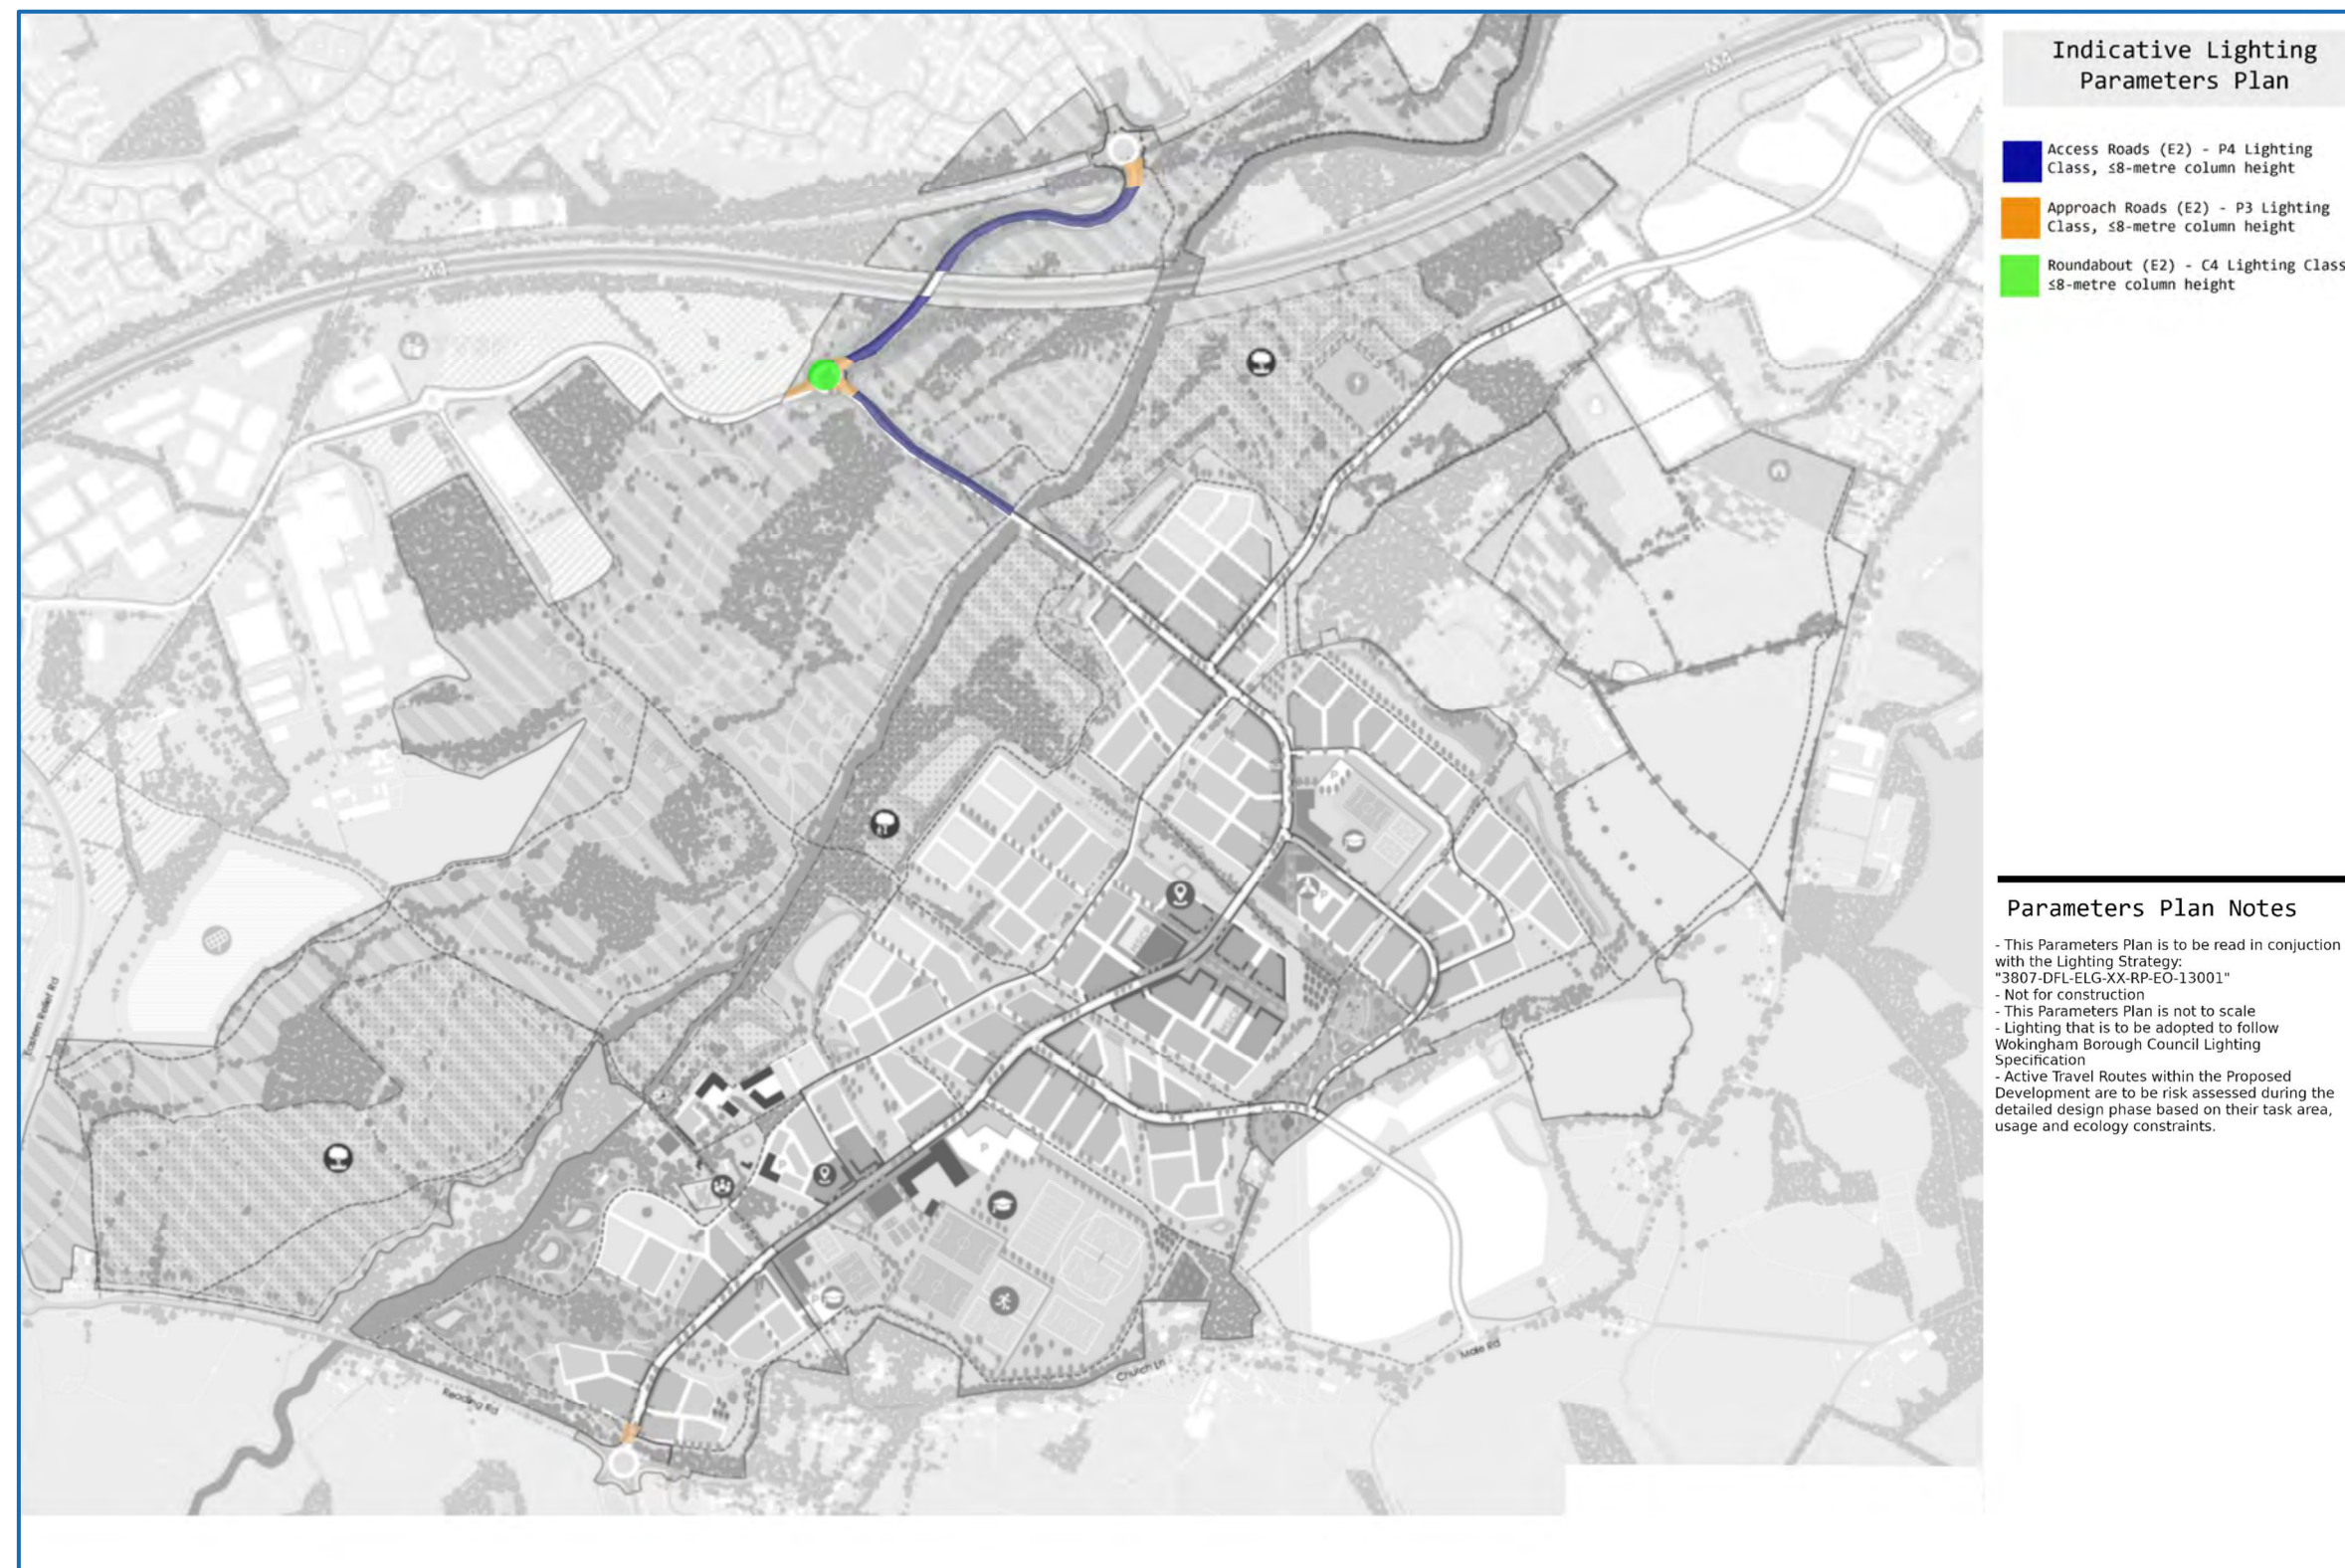 Indicative Lighting
Parameters Plan
Access Roads (E2) - P4 Lighting
Class, ≤8-metre column height
Approach Roads (E2) - P3 Lighting
Class, ≤8-metre column height
Roundabout (E2) - C4 Lighting Class
≤8-metre column height
Parameters Plan Notes
- This Parameters Plan is to be read in conjuction
with the Lighting Strategy:
"3807-DFL-ELG-XX-RP-EO-13001"
- Not for construction
- This Parameters Plan is not to scale
- Lighting that is to be adopted to follow
Wokingham Borough Council Lighting
Specification
- Active Travel Routes within the Proposed
Development are to be risk assessed during the
detailed design phase based on their task area,
usage and ecology constraints.
M4
M4
P
P
P
Eastern Relief Rd
Reading Rd
Church Ln
Mole Rd